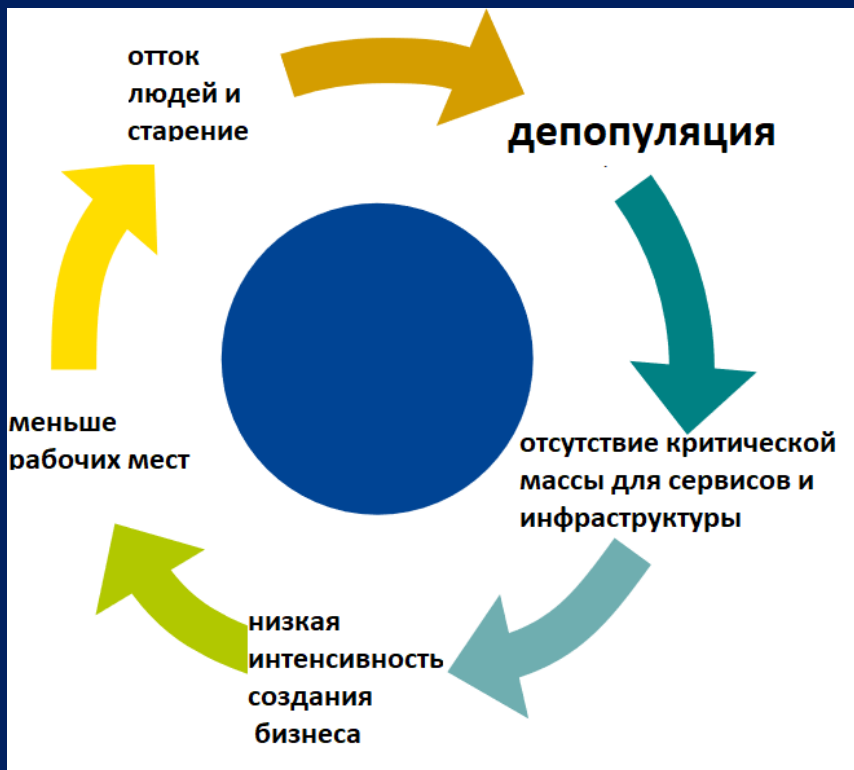 отток
людей и
старение
депопуляция
отсутствие критической
массы для сервисов и
инфраструктуры
низкая
интенсивность
создания
бизнеса
меньше
рабочих мест